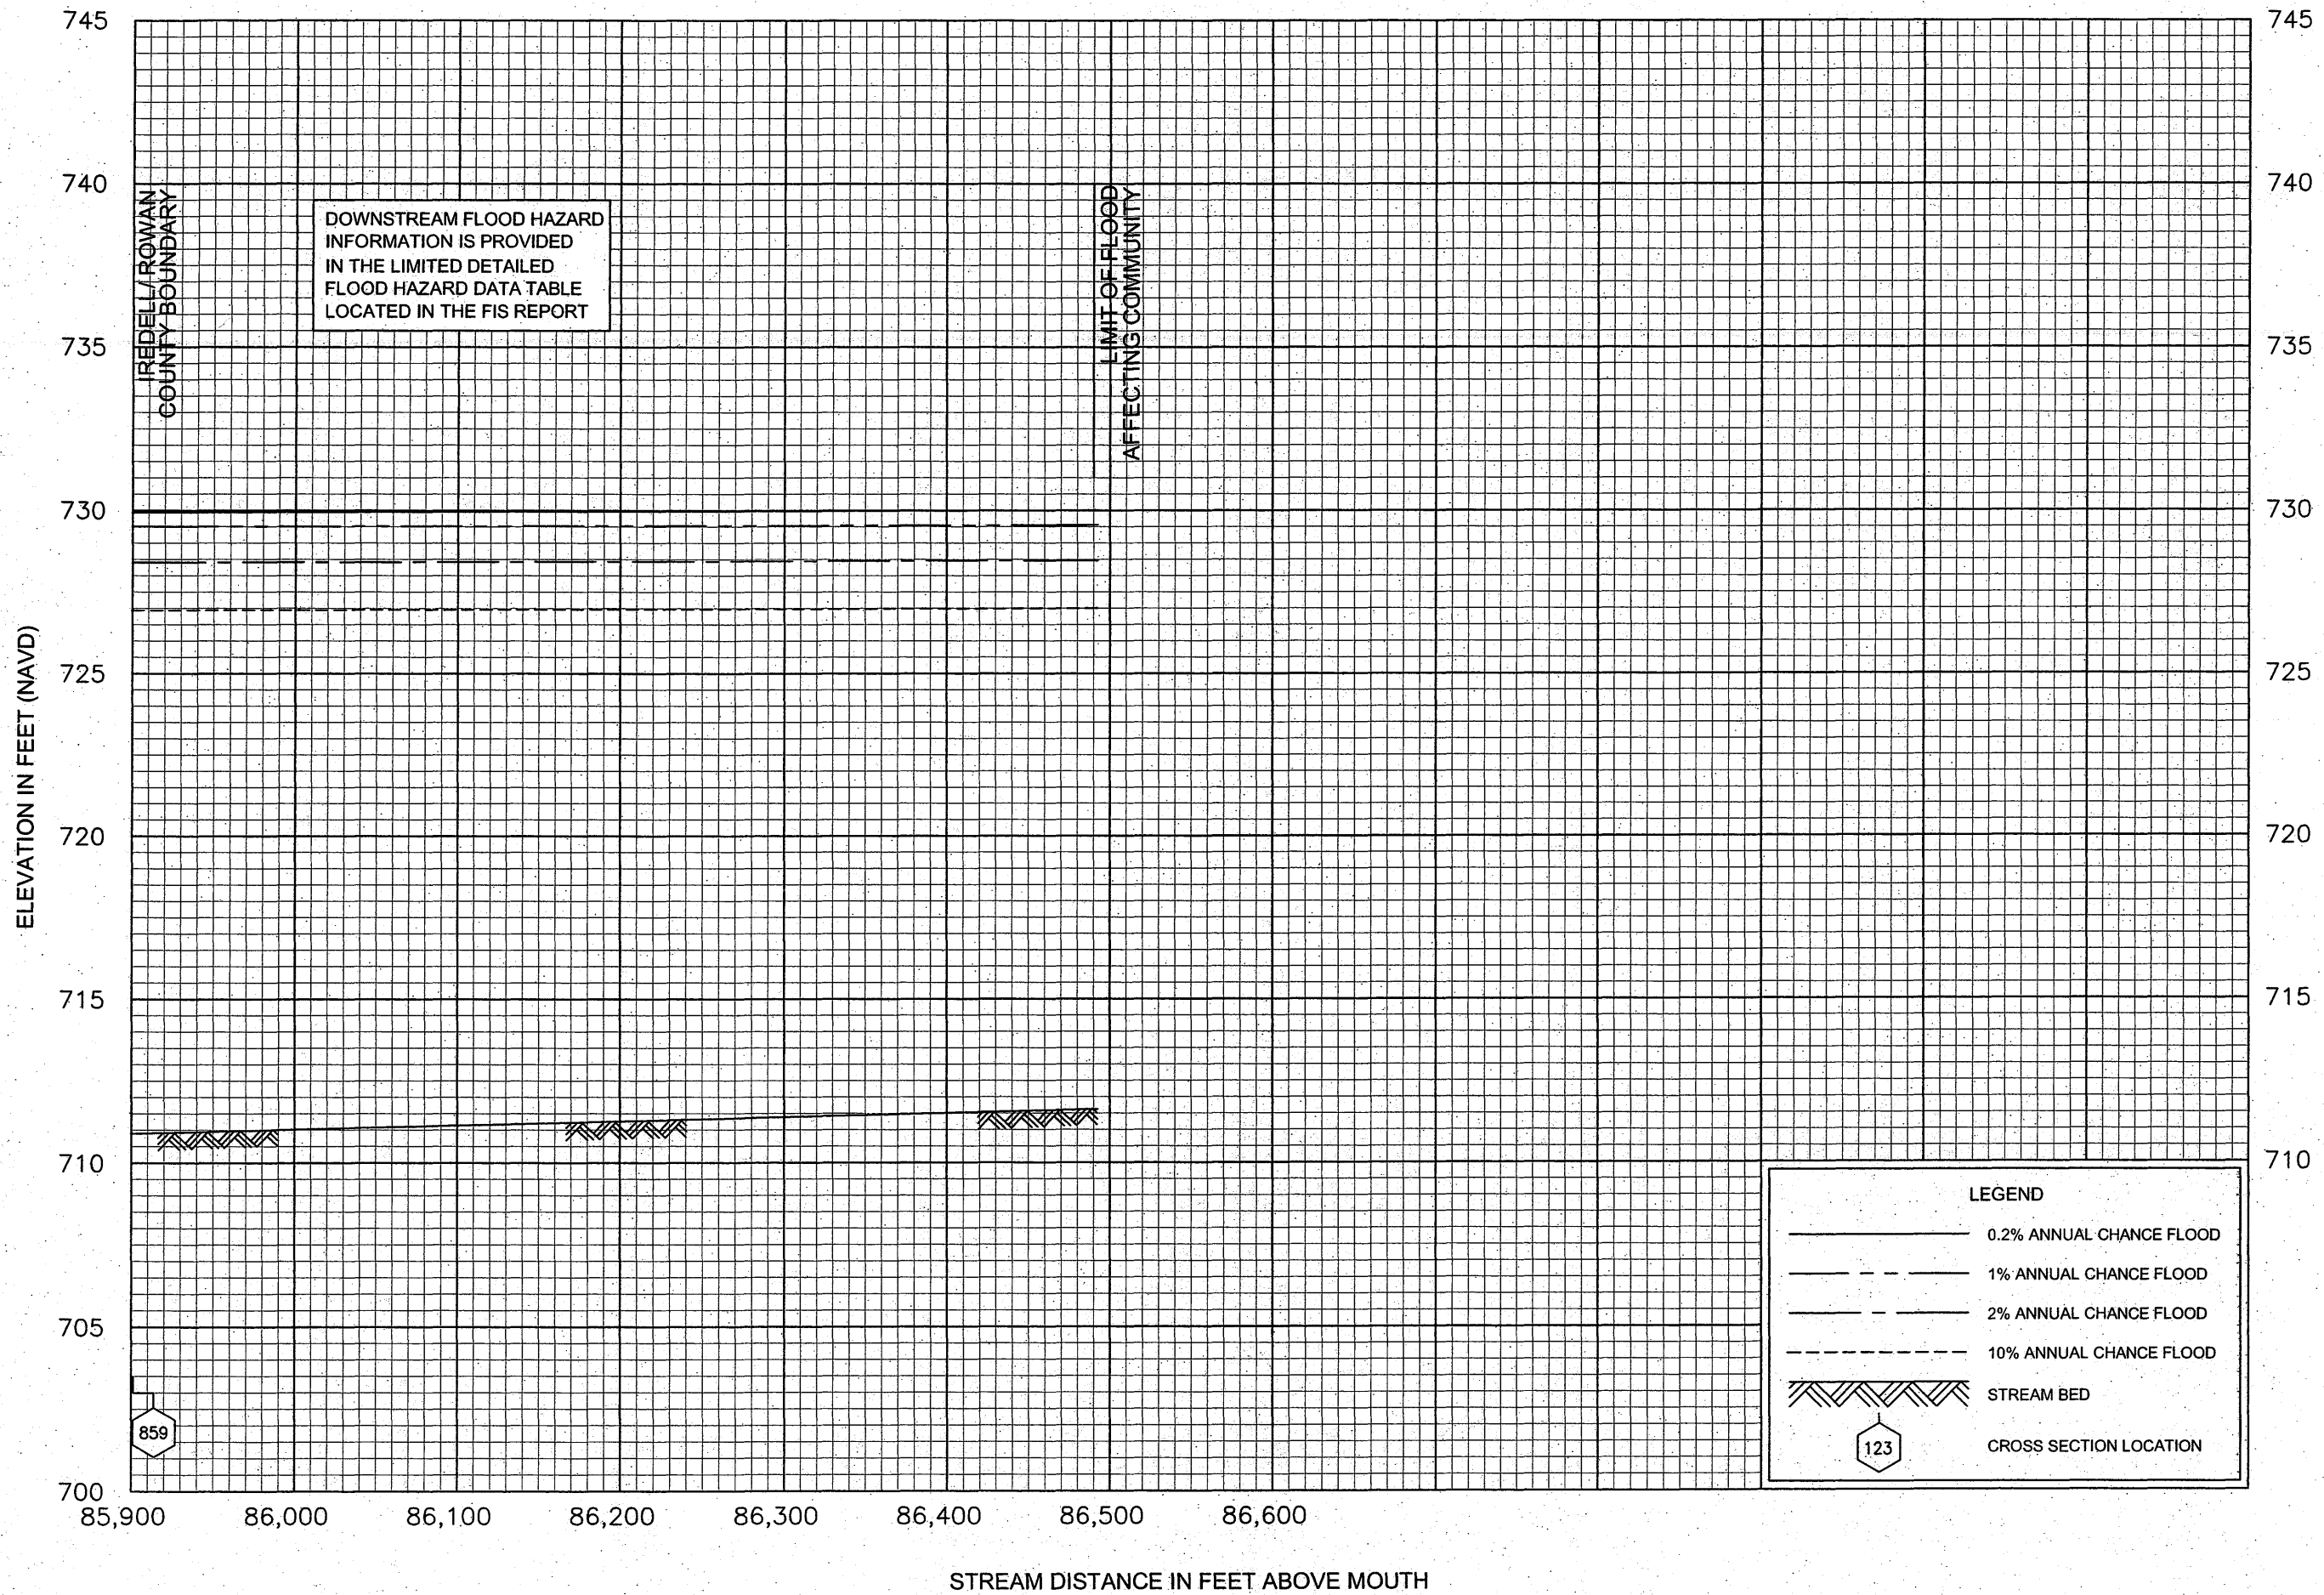 745
745
740
740
735
735
730
730
725
725
720
720
715
715
710
710
705
700
ELEVATION IN FEET (NAVD)
IREDELL/ ROWAN
COUNTY BOUNDARY
DOWNSTREAM FLOOD HAZARD
INFORMATION IS PROVIDED
IN THE LIMITED DETAILED
FLOOD HAZARD DATA TABLE
LOCATED IN THE FIS REPORT
LIMIT OF FLOOD
AFFECTING COMMUNITY
LEGEND
0.2% ANNUAL CHANCE FLOOD
1% ANNUAL CHANCE FLOOD
2% ANNUAL CHANCE FLOOD
10% ANNUAL CHANCE FLOOD
STREAM BED
123
CROSS SECTION LOCATION
859
85,900
86,000
86,100
86,200
86,300
86,400
86,500
86,600
STREAM DISTANCE IN FEET ABOVE MOUTH